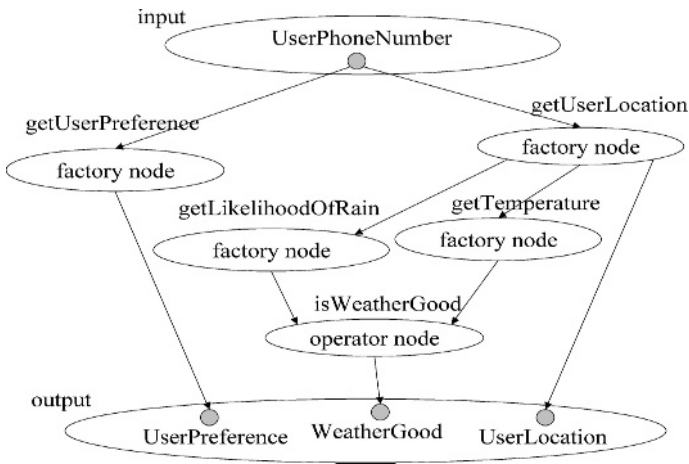 input
UserPhoneNumber
getUserPreference
getUserLocation
factory node
factory node
getLikelihoodOfRain
getTemperature
factory node
factory node
isWeatherGood
operator node
output
UserPreference
WeatherGood
UserLocation